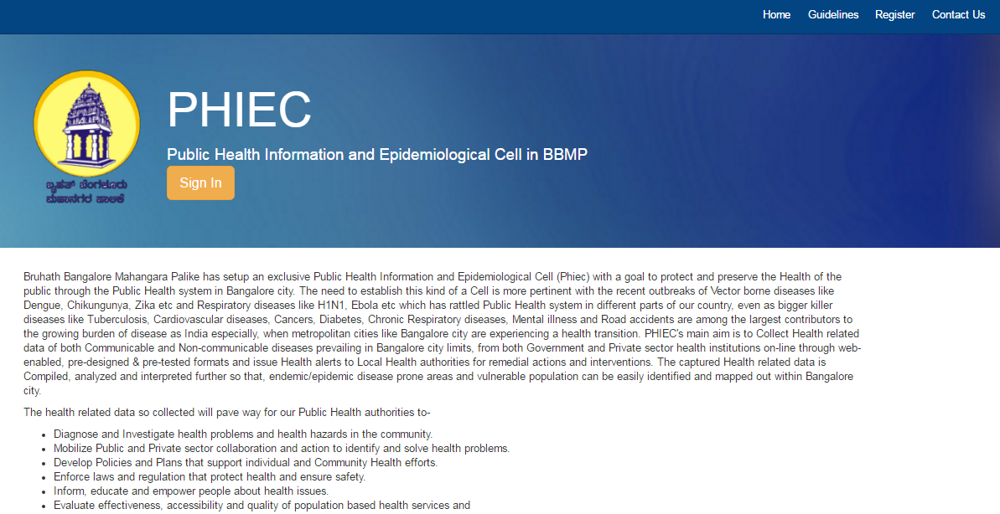 Home Guidelines Register Contact Us
PHIEC
Public Health Information and Epidemiological Cell in BBMP
Sign In
ಬೃಹತ್ ಬೆಂಗಳೂರು
ಮಹಾನಗರ ಪಾಲಿಕೆ
Bruhath Bangalore Mahangara Palike has setup an exclusive Public Health Information and Epidemiological Cell (Phiec) with a goal to protect and preserve the Health of the
public through the Public Health system in Bangalore city. The need to establish this kind of a Cell is more pertinent with the recent outbreaks of Vector borne diseases like
Dengue, Chikungunya, Zika etc and Respiratory diseases like H1N1, Ebola etc which has rattled Public Health system in different parts of our country, even as bigger killer
diseases like Tuberculosis, Cardiovascular diseases, Cancers, Diabetes, Chronic Respiratory diseases, Mental illness and Road accidents are among the largest contributors to
the growing burden of disease as India especially, when metropolitan cities like Bangalore city are experiencing a health transition. PHIEC's main aim is to Collect Health related
data of both Communicable and Non-communicable diseases prevailing in Bangalore city limits, from both Government and Private sector health institutions on-line through web-
enabled, pre-designed & pre-tested formats and issue Health alerts to Local Health authorities for remedial actions and interventions. The captured Health related data is
Compiled, analyzed and interpreted further so that, endemic/epidemic disease prone areas and vulnerable population can be easily identified and mapped out within Bangalore
city.
The health related data so collected will pave way for our Public Health authorities to-
• Diagnose and Investigate health problems and health hazards in the community.
• Mobilize Public and Private sector collaboration and action to identify and solve health problems.
• Develop Policies and Plans that support individual and Community Health efforts.
• Enforce laws and regulation that protect health and ensure safety.
• Inform, educate and empower people about health issues.
• Evaluate effectiveness, accessibility and quality of population based health services and